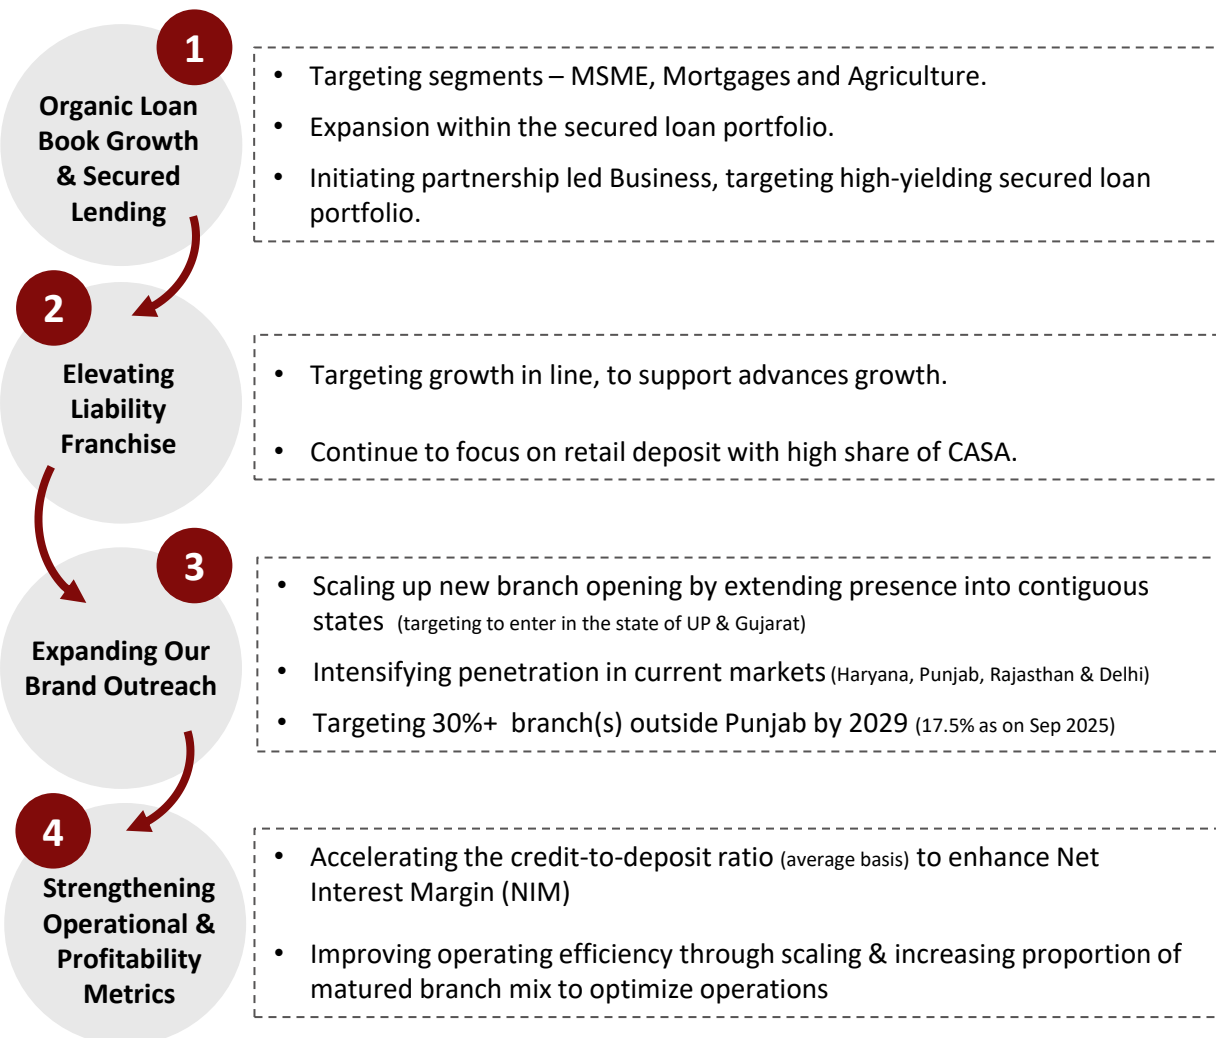 1
Organic Loan
Book Growth
& Secured
Lending
• Targeting segments – MSME, Mortgages and Agriculture.
• Expansion within the secured loan portfolio.
• Initiating partnership led Business, targeting high-yielding secured loan
portfolio.
2
Elevating
Liability
Franchise
• Targeting growth in line, to support advances growth.
• Continue to focus on retail deposit with high share of CASA.
3
Expanding Our
Brand Outreach
• Scaling up new branch opening by extending presence into contiguous
states (targeting to enter in the state of UP & Gujarat)
• Intensifying penetration in current markets (Haryana, Punjab, Rajasthan & Delhi)
• Targeting 30%+ branch(s) outside Punjab by 2029 (17.5% as on Sep 2025)
4
Strengthening
Operational &
Profitability
Metrics
• Accelerating the credit-to-deposit ratio (average basis) to enhance Net
Interest Margin (NIM)
• Improving operating efficiency through scaling & increasing proportion of
matured branch mix to optimize operations